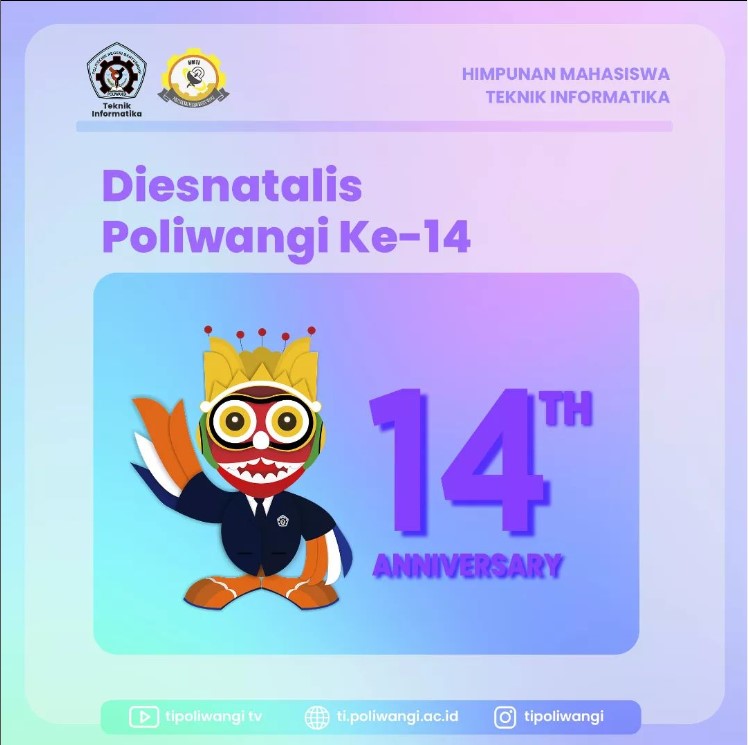 Teknik
Informatika
HIMPUNAN MAHASISWA
TEKNIK INFORMATIKA
Diesnatalis
Poliwangi Ke-14
14TH
ANNIVERSARY
tipoliwangi tv
ti.poliwangi.ac.id
tipoliwangi